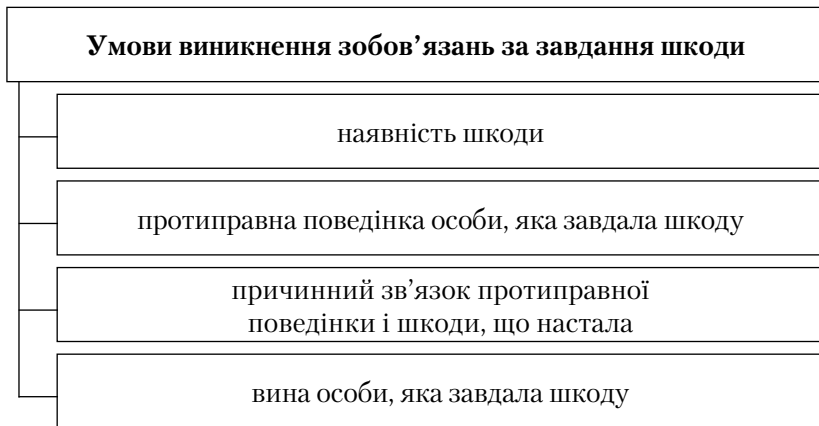 Умови виникнення зобов’язань за завдання шкоди
наявність шкоди
протиправна поведінка особи, яка завдала шкоду
причинний зв’язок протиправної
поведінки і шкоди, що настала
вина особи, яка завдала шкоду